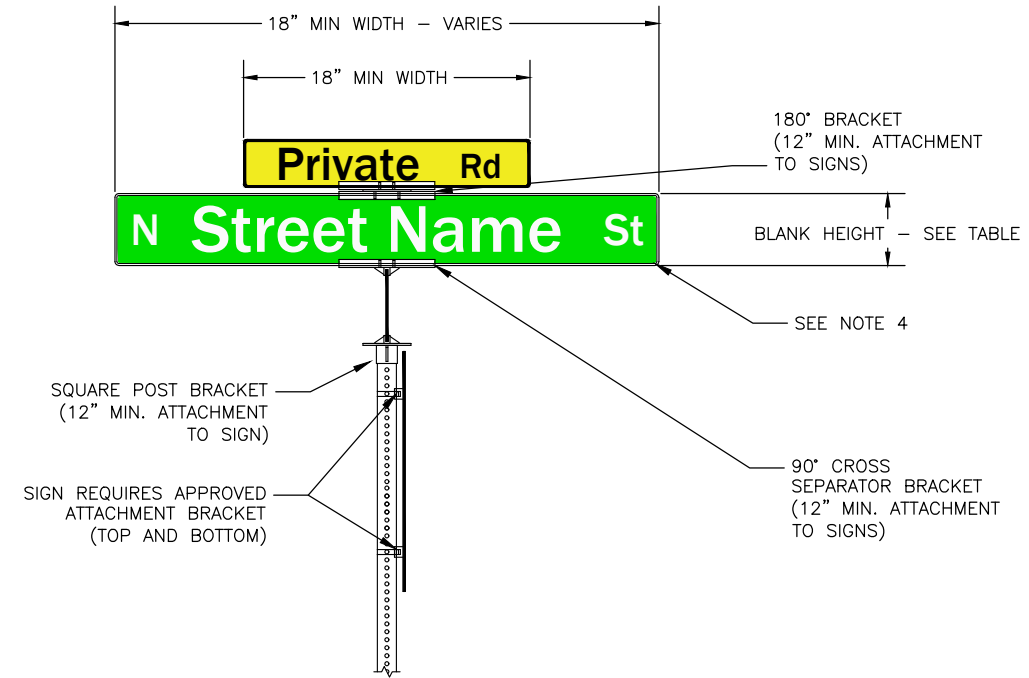 18” MIN WIDTH – VARIES
18” MIN WIDTH
180° BRACKET
(12” MIN. ATTACHMENT
TO SIGNS)
Private Rd
N Street Name St
BLANK HEIGHT – SEE TABLE
SEE NOTE 4
SQUARE POST BRACKET
(12” MIN. ATTACHMENT
TO SIGN)
90° CROSS
SEPARATOR BRACKET
(12” MIN. ATTACHMENT
TO SIGNS)
SIGN REQUIRES APPROVED
ATTACHMENT BRACKET
(TOP AND BOTTOM)